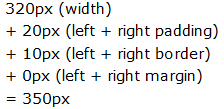 320px (width)
+ 20px (left + right padding)
+ 10px (left + right border)
+ 0px (left + right margin)
= 350px